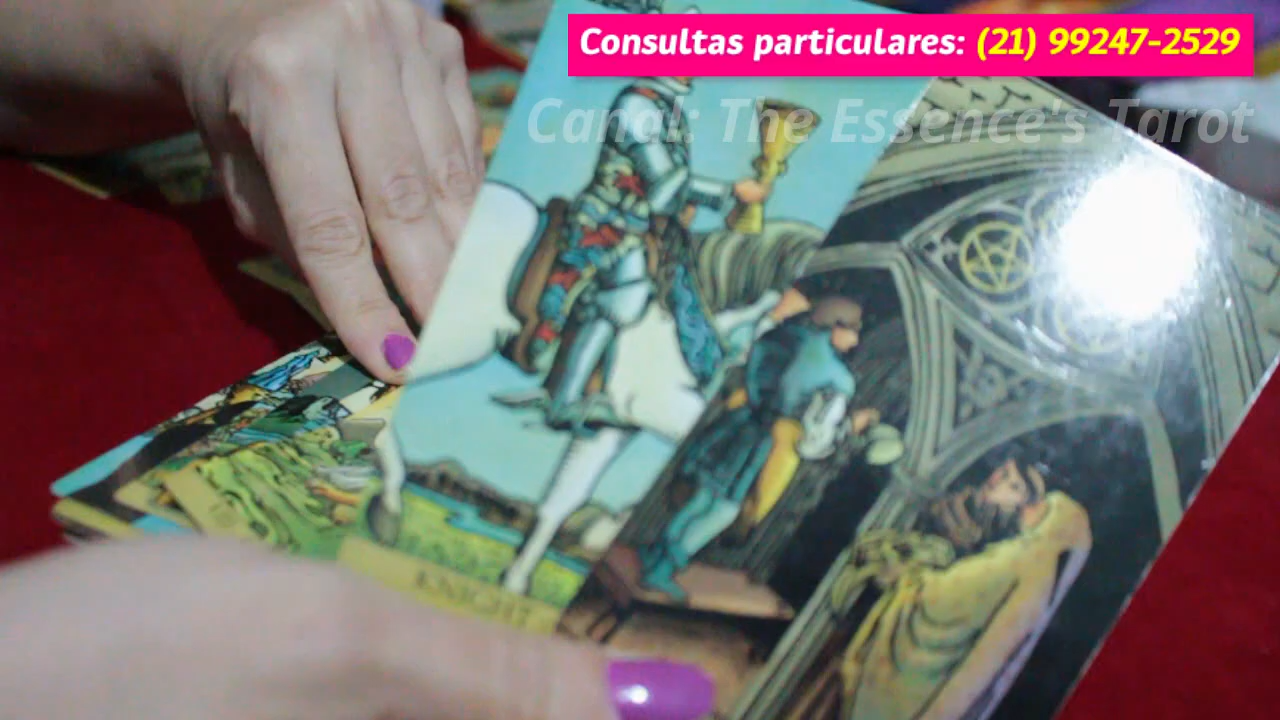 Consultas particulares: (21) 99247-2529
Canal: The Essence's Tarot
KNIGHT